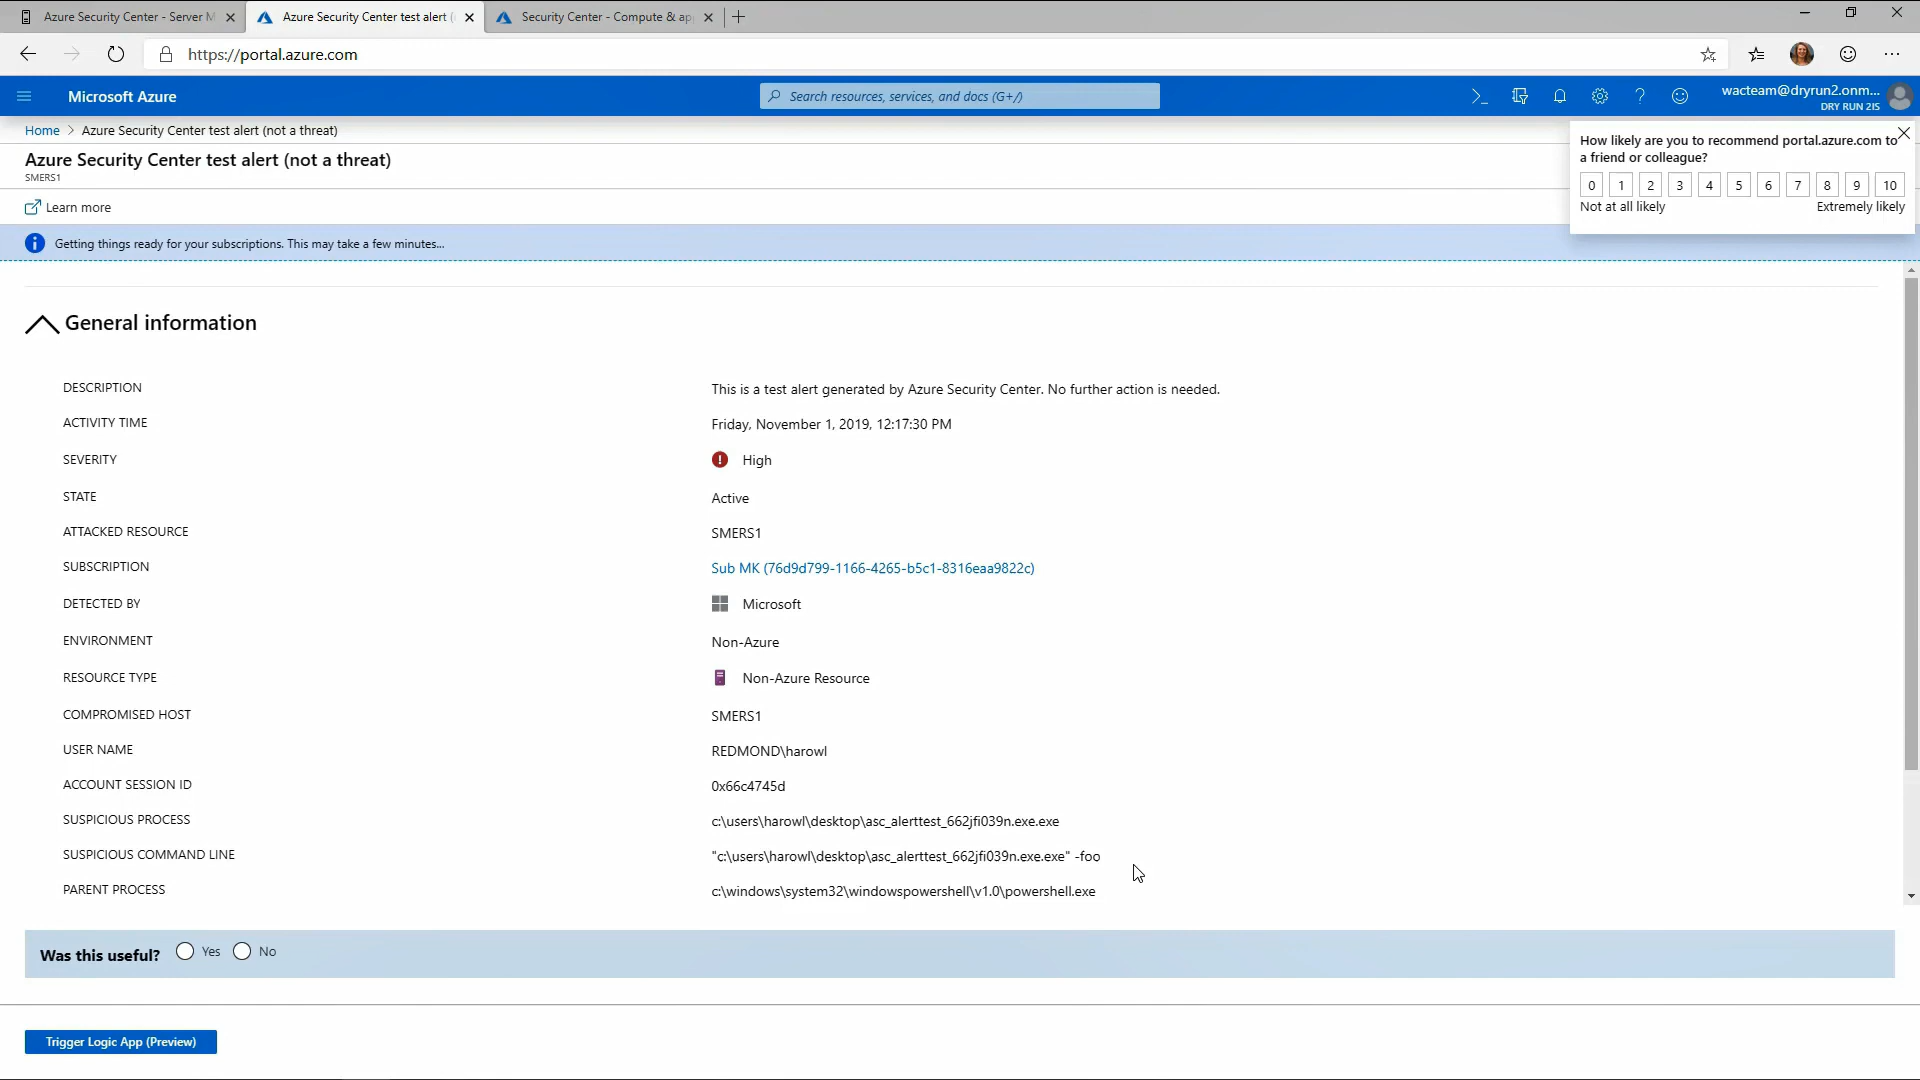 Azure Security Center - Server M
Azure Security Center test alert (
Security Center - Compute & ap
https://portal.azure.com
Microsoft Azure
Search resources, services, and docs (G+/)
wacteam@dryrun2.onm...
DRY RUN 2IS
Home > Azure Security Center test alert (not a threat)
Azure Security Center test alert (not a threat)
SMERS1
How likely are you to recommend portal.azure.com to
a friend or colleague?
0 1 2 3 4 5 6 7 8 9 10
Not at all likely Extremely likely
Learn more
Getting things ready for your subscriptions. This may take a few minutes...
General information
DESCRIPTION This is a test alert generated by Azure Security Center. No further action is needed.
ACTIVITY TIME Friday, November 1, 2019, 12:17:30 PM
SEVERITY High
STATE Active
ATTACKED RESOURCE SMERS1
SUBSCRIPTION Sub MK (76d9d799-1166-4265-b5c1-8316eaa9822c)
DETECTED BY Microsoft
ENVIRONMENT Non-Azure
RESOURCE TYPE Non-Azure Resource
COMPROMISED HOST SMERS1
USER NAME REDMOND\harowl
ACCOUNT SESSION ID 0x66c4745d
SUSPICIOUS PROCESS c:\users\harowl\desktop\asc_alerttest_662jfi039n.exe.exe
SUSPICIOUS COMMAND LINE "c:\users\harowl\desktop\asc_alerttest_662jfi039n.exe.exe" -foo
PARENT PROCESS c:\windows\system32\windowspowershell\v1.0\powershell.exe
Was this useful? Yes No
Trigger Logic App (Preview)